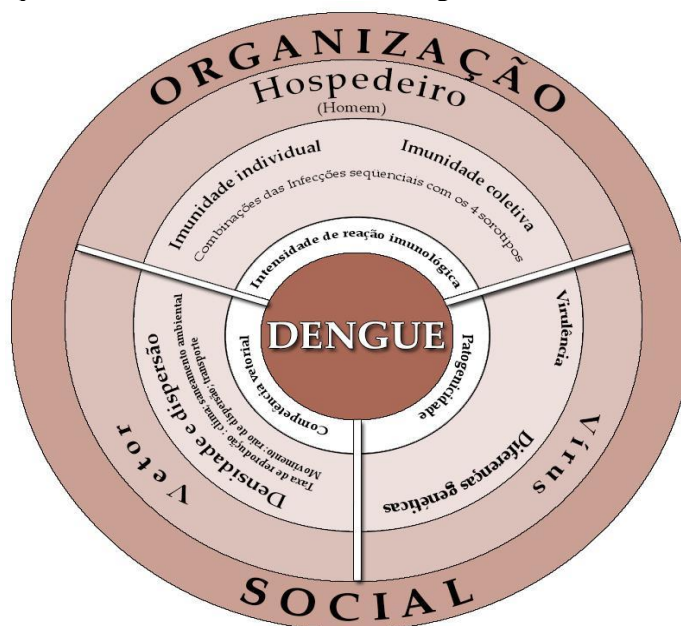 ORGANIZAÇÃO
Hospedeiro
(Homem)
Imunidade individual
Imunidade coletiva
Combinações das Infecções seqüenciais com os 4 sorotipos
Intensidade de reação imunológica
DENGUE
Competência vetorial
Patogenicidade
Virulência
Diferenças genéticas
Vírus
Movimento: raio de dispersão; transporte
Taxa de reprodução : clima; saneamento ambiental
Densidade e dispersão
Vetor
SOCIAL